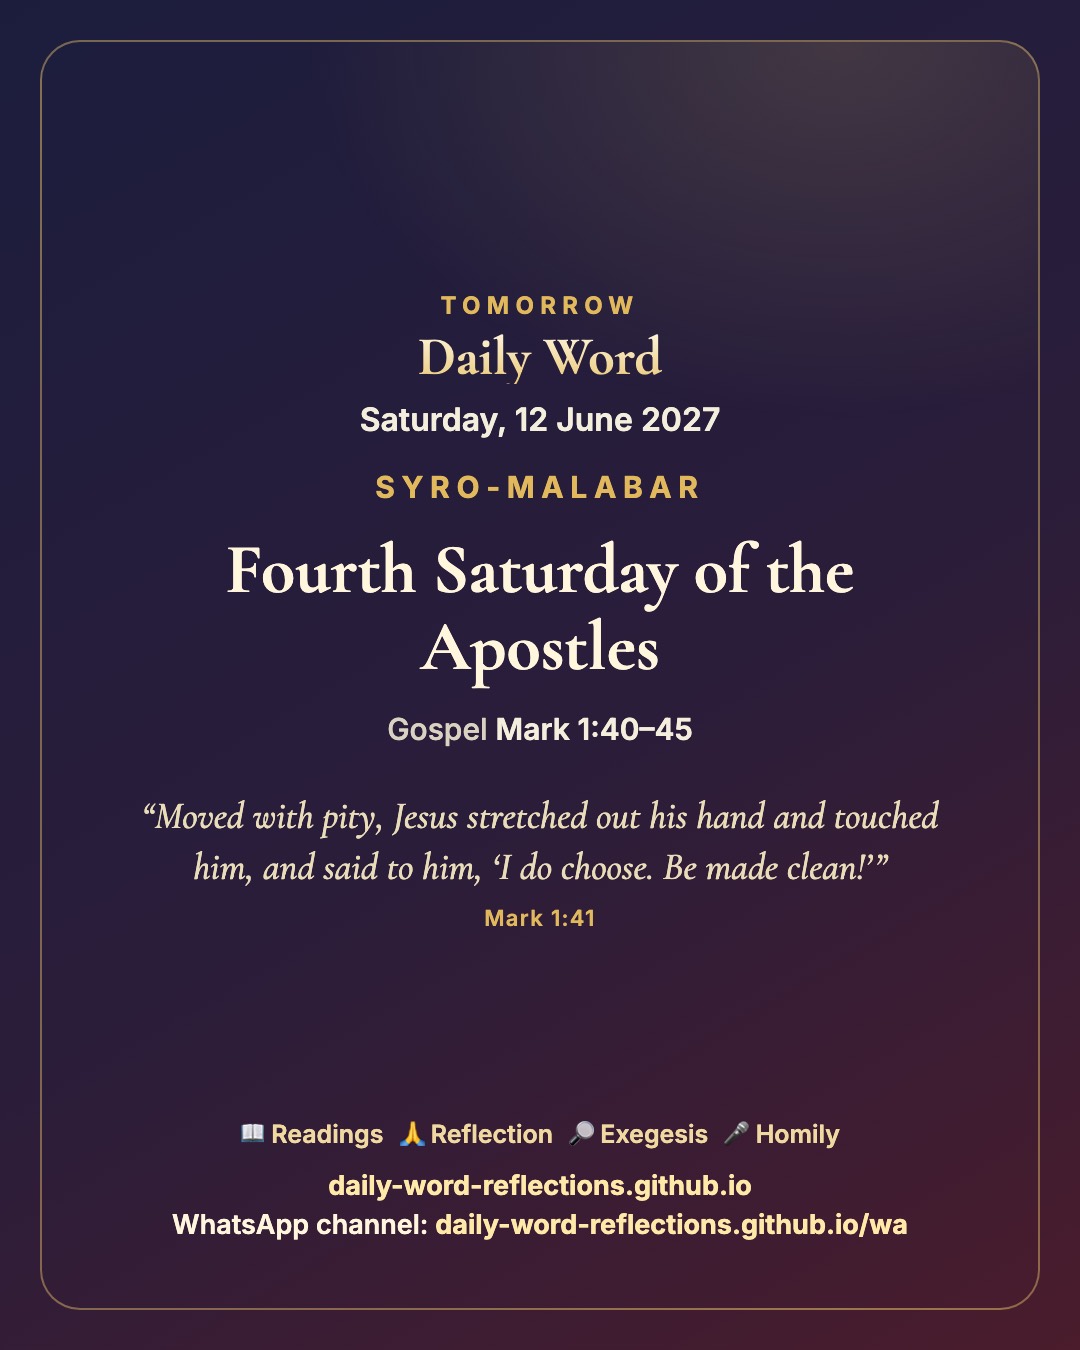 TOMORROW
Daily Word
Saturday, 12 June 2027
SYRO-MALABAR
Fourth Saturday of the
Apostles
Gospel Mark 1:40–45
“Moved with pity, Jesus stretched out his hand and touched
him, and said to him, ‘I do choose. Be made clean!’”
Mark 1:41
📖 Readings 🙏 Reflection 🔎 Exegesis 🎤 Homily
daily-word-reflections.github.io
WhatsApp channel: daily-word-reflections.github.io/wa